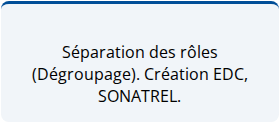 Séparation des rôles
(Dégroupage). Création EDC,
SONATREL.